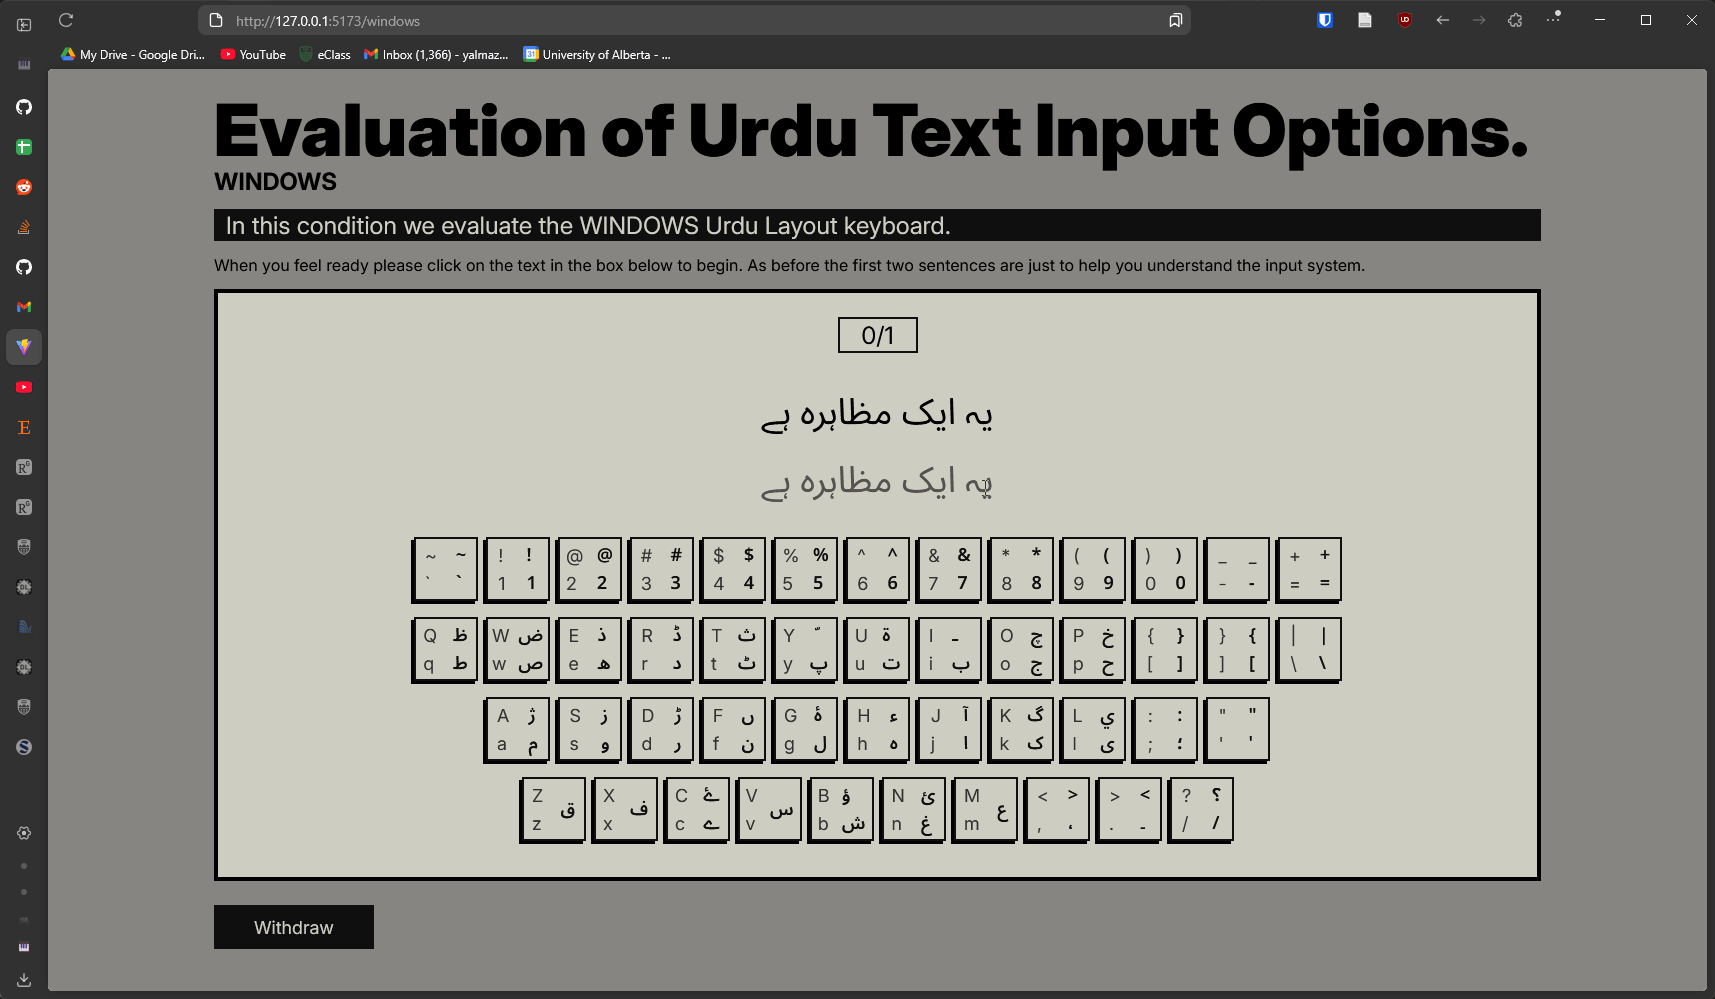 http://127.0.0.1:5173/windows
My Drive - Google Dri... YouTube eClass Inbox (1,366) - yalmaz... University of Alberta - ...
Evaluation of Urdu Text Input Options.
WINDOWS
In this condition we evaluate the WINDOWS Urdu Layout keyboard.
When you feel ready please click on the text in the box below to begin. As before the first two sentences are just to help you understand the input system.
0/1
یہ ایک مظاہرہ ہے
یہ ایک مظاہرہ ہے
~ ~ ! ! @ @ # # $ $ % % ^ ^ & & * * ( ( ) ) _ _ + +
` ` 1 1 2 2 3 3 4 4 5 5 6 6 7 7 8 8 9 9 0 0 - - = =
Q ظ W ض E ذ R ڈ T ث Y ّ U ۃ I ـ O چ P خ { } } { | |
q ط w ص e ھ r د t ٹ y پ u ت i ب o ج p ح [ ] ] [ \ \
A ژ S ز D ڑ F ں G ۂ H ء J آ K گ L ي : : " "
a م s و d ر f ن g ل h ہ j ا k ک l ی ; ؛ ' '
Z X C ۓ V B ؤ N ئ M < > > < ? ؟
z ق x ف c ے v س b ش n غ m ع , ، . ۔ / /
Withdraw